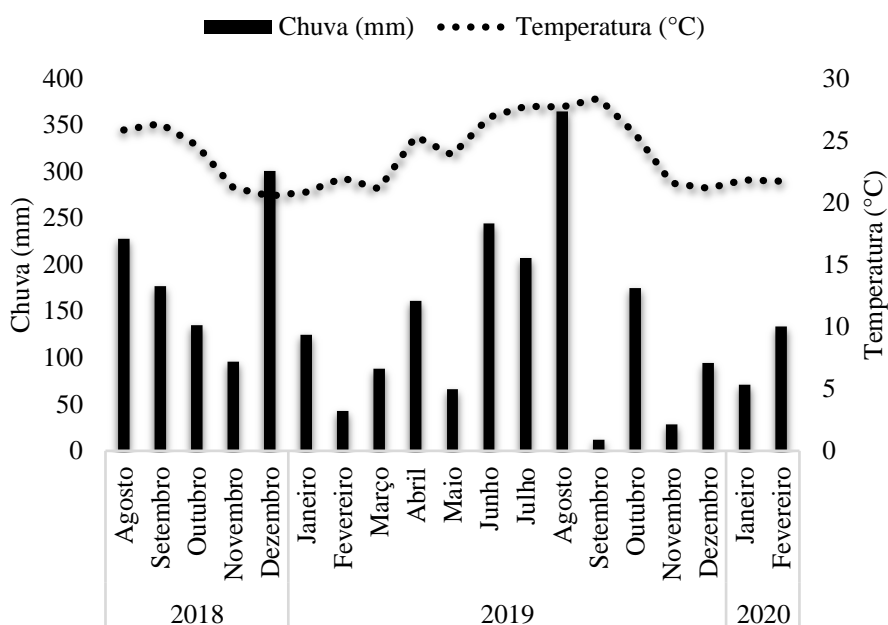 Chuva (mm) Temperatura (°C)
400
350
300
250
200
150
100
50
0
Chuva (mm)
30
25
20
15
10
5
0
Temperatura (°C)
Agosto
Setembro
Outubro
Novembro
Dezembro
Janeiro
Fevereiro
Março
Abril
Maio
Junho
Julho
Agosto
Setembro
Outubro
Novembro
Dezembro
Janeiro
Fevereiro
2018 2019 2020